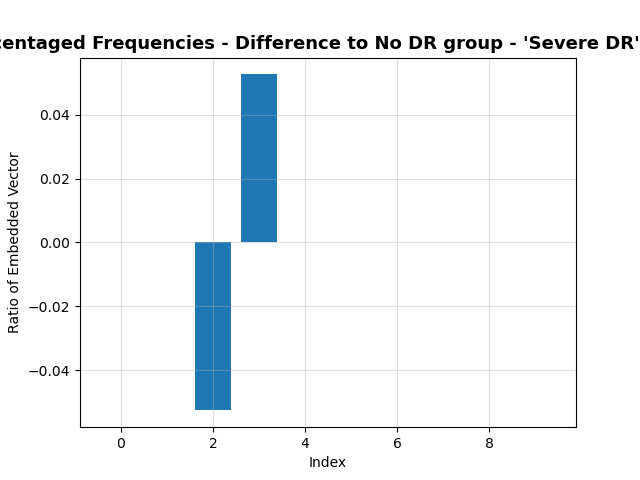 centaged Frequencies - Difference to No DR group - 'Severe DR'
0.04
0.02
0.00
−0.02
−0.04
Ratio of Embedded Vector
0 2 4 6 8
Index